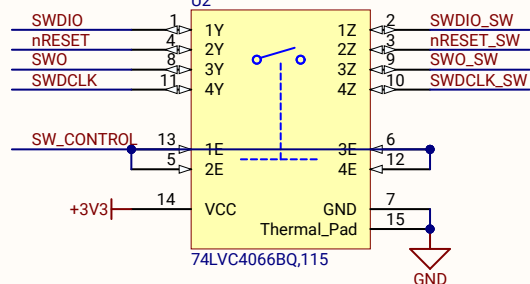 U2
SWDIO 1 1Y 1Z 2 SWDIO_SW
nRESET 4 2Y 2Z 3 nRESET_SW
SWO 8 3Y 3Z 9 SWO_SW
SWDCLK 11 4Y 4Z 10 SWDCLK_SW
SW_CONTROL 13 1E 3E 6
5 2E 4E 12
+3V3 14 VCC GND 7
Thermal_Pad 15
74LVC4066BQ,115
GND